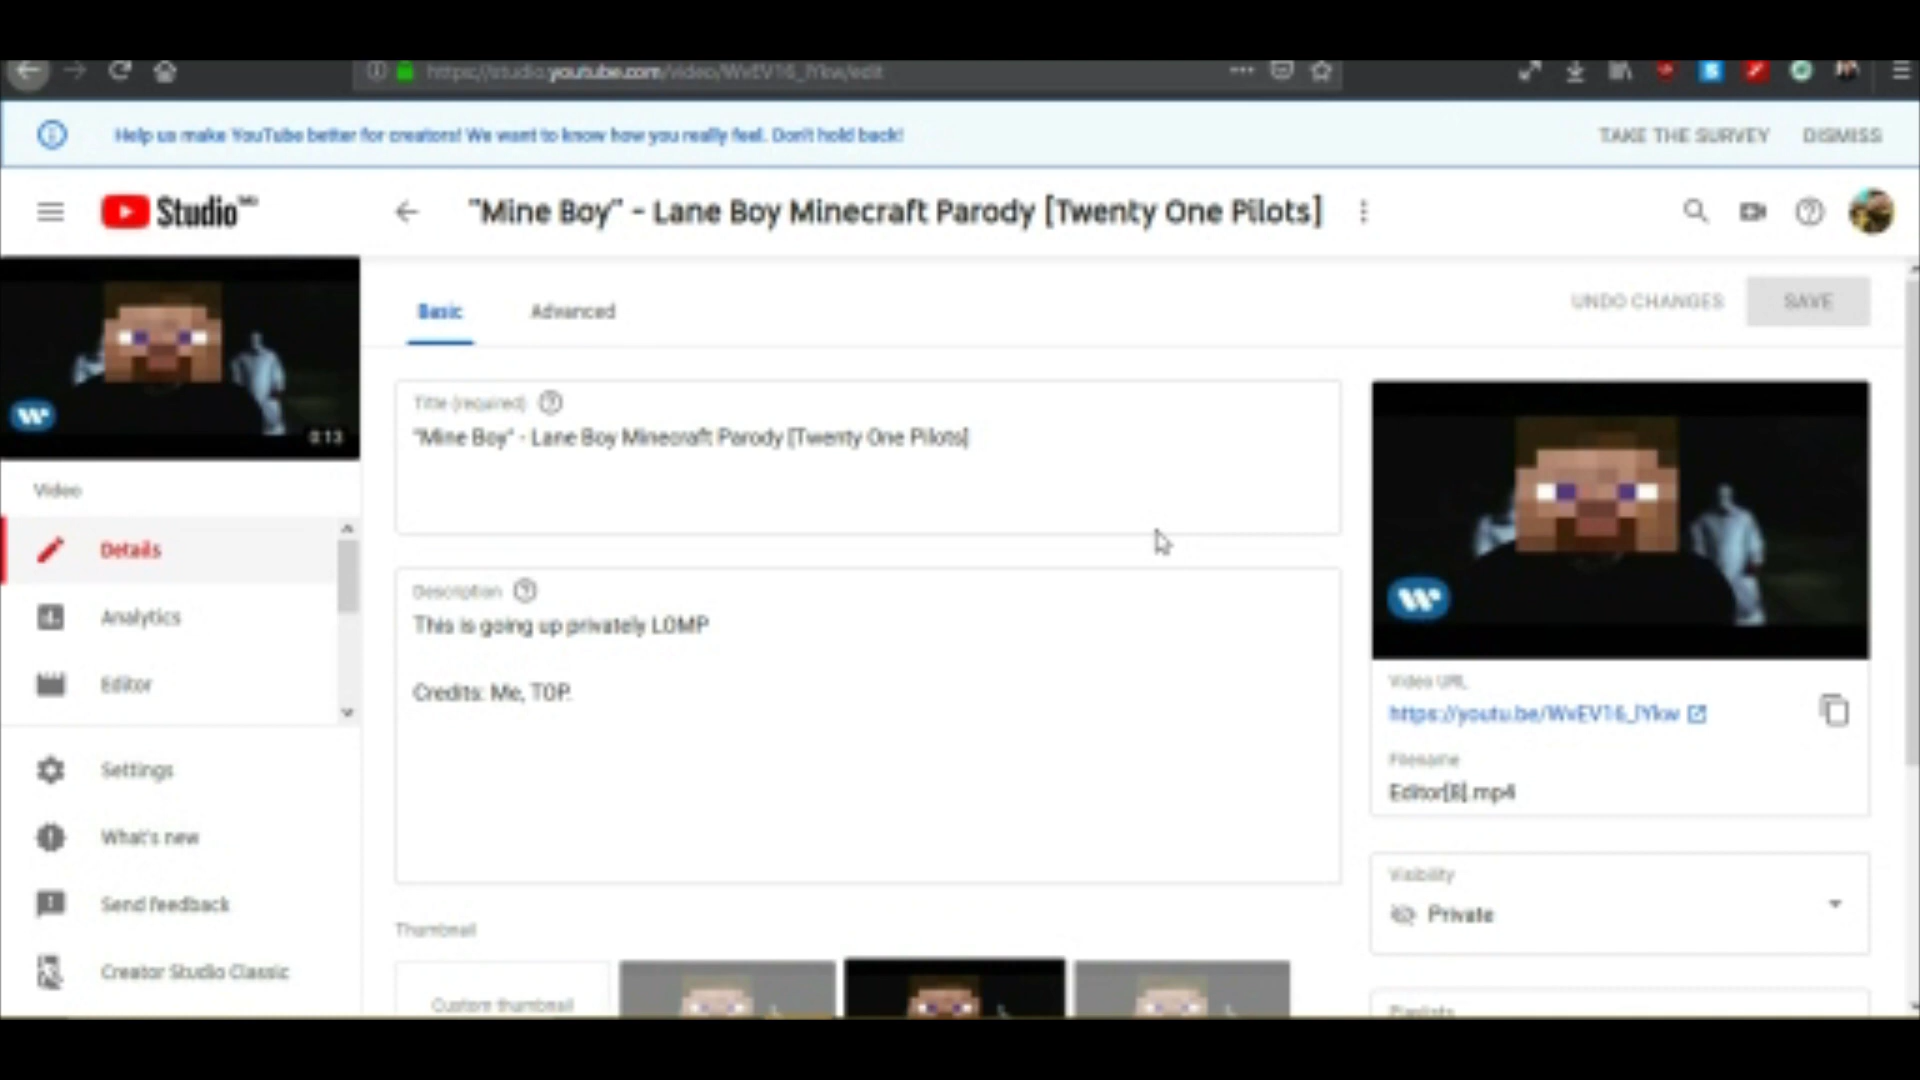 Help us make YouTube better for creators! We want to know how you really feel. Don't hold back!
TAKE THE SURVEY
DISMISS
Studio
"Mine Boy" - Lane Boy Minecraft Parody [Twenty One Pilots]
0:13
Video
Details
Analytics
Editor
Settings
What's new
Send feedback
Creator Studio Classic
Basic
Advanced
UNDO CHANGES
SAVE
Title (required)
"Mine Boy" - Lane Boy Minecraft Parody [Twenty One Pilots]
Description
This is going up privately LOMP
Credits: Me, TOP.
Thumbnail
Custom thumbnail
Video URL
Filename
Editor[8].mp4
Visibility
Private
Playlists